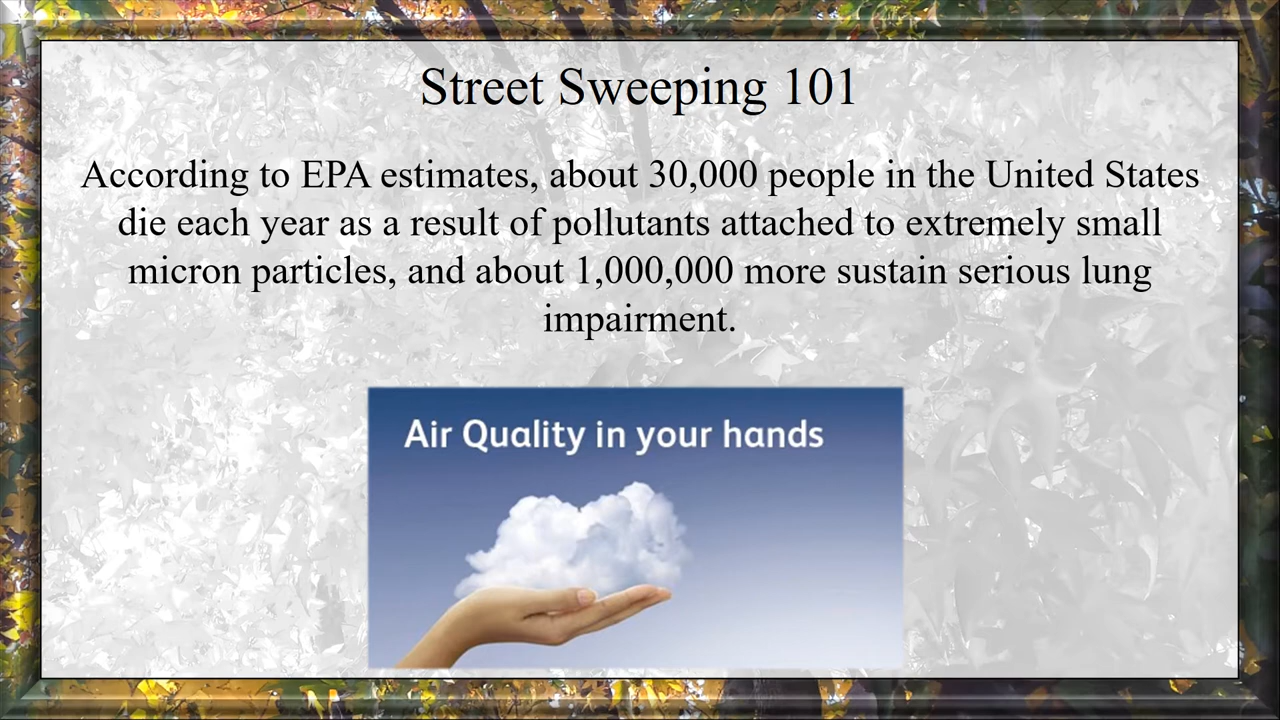 Street Sweeping 101
According to EPA estimates, about 30,000 people in the United States
die each year as a result of pollutants attached to extremely small
micron particles, and about 1,000,000 more sustain serious lung
impairment.
Air Quality in your hands